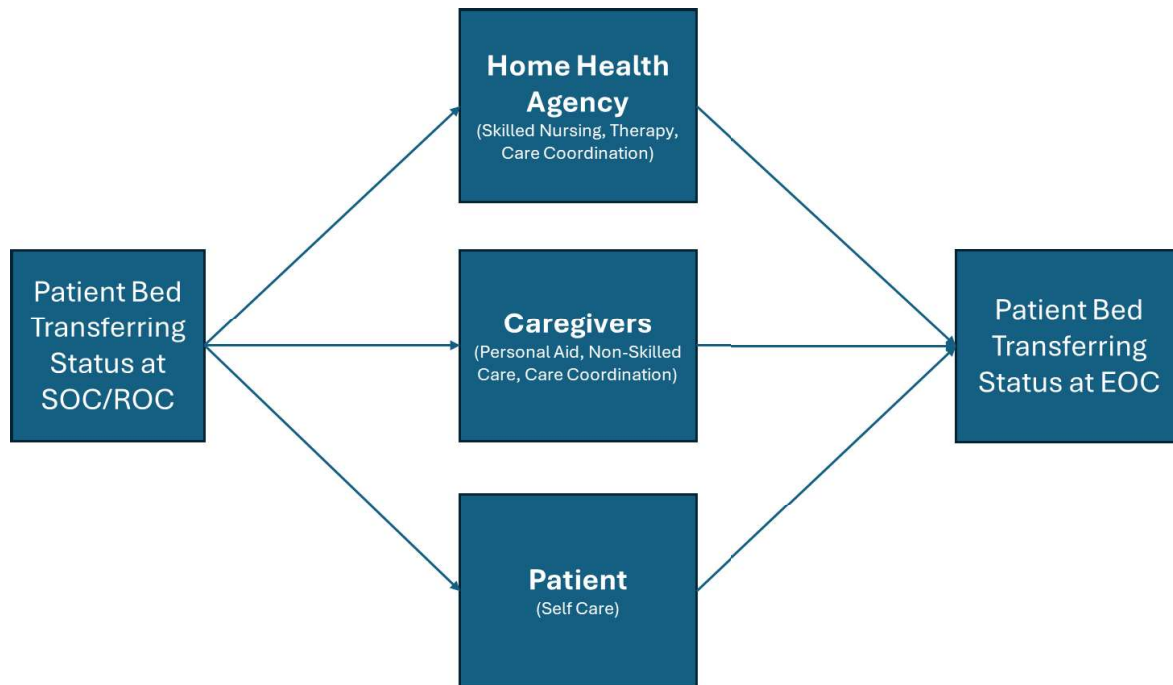 Home Health
Agency
(Skilled Nursing, Therapy,
Care Coordination)
Patient Bed
Transferring
Status at
SOC/ROC
Caregivers
(Personal Aid, Non-Skilled
Care, Care Coordination)
Patient Bed
Transferring
Status at EOC
Patient
(Self Care)